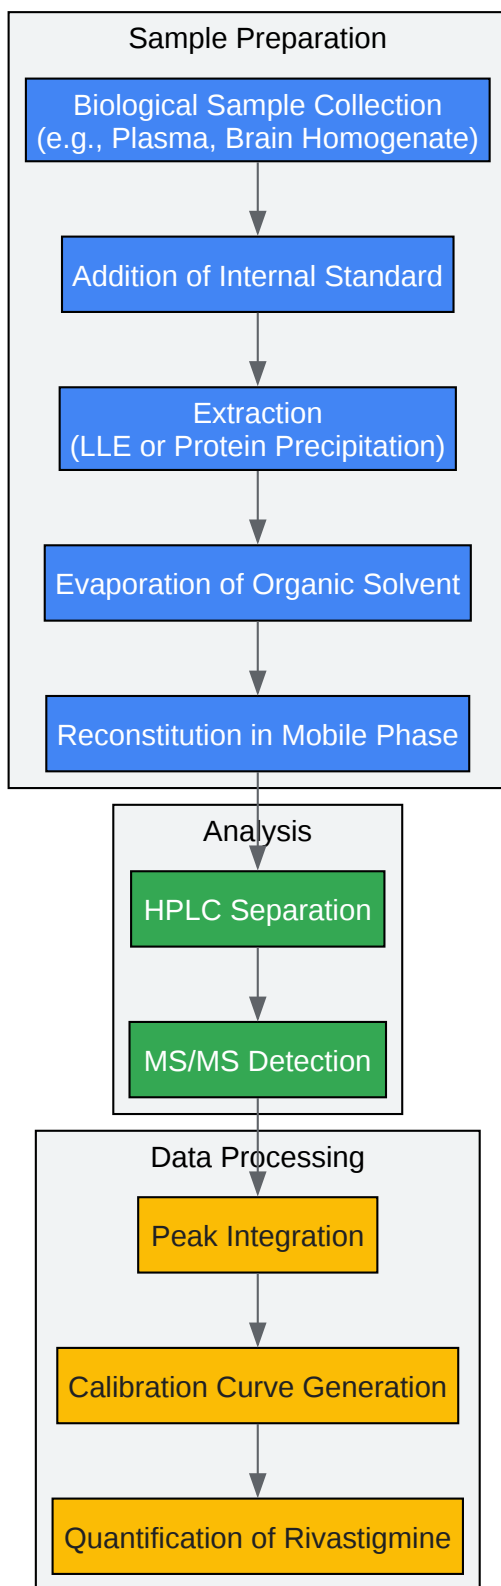 Sample Preparation
Biological Sample Collection
(e.g., Plasma, Brain Homogenate)
Addition of Internal Standard
Extraction
(LLE or Protein Precipitation)
Evaporation of Organic Solvent
Reconstitution in Mobile Phase
Analysis
HPLC Separation
MS/MS Detection
Data Processing
Peak Integration
Calibration Curve Generation
Quantification of Rivastigmine